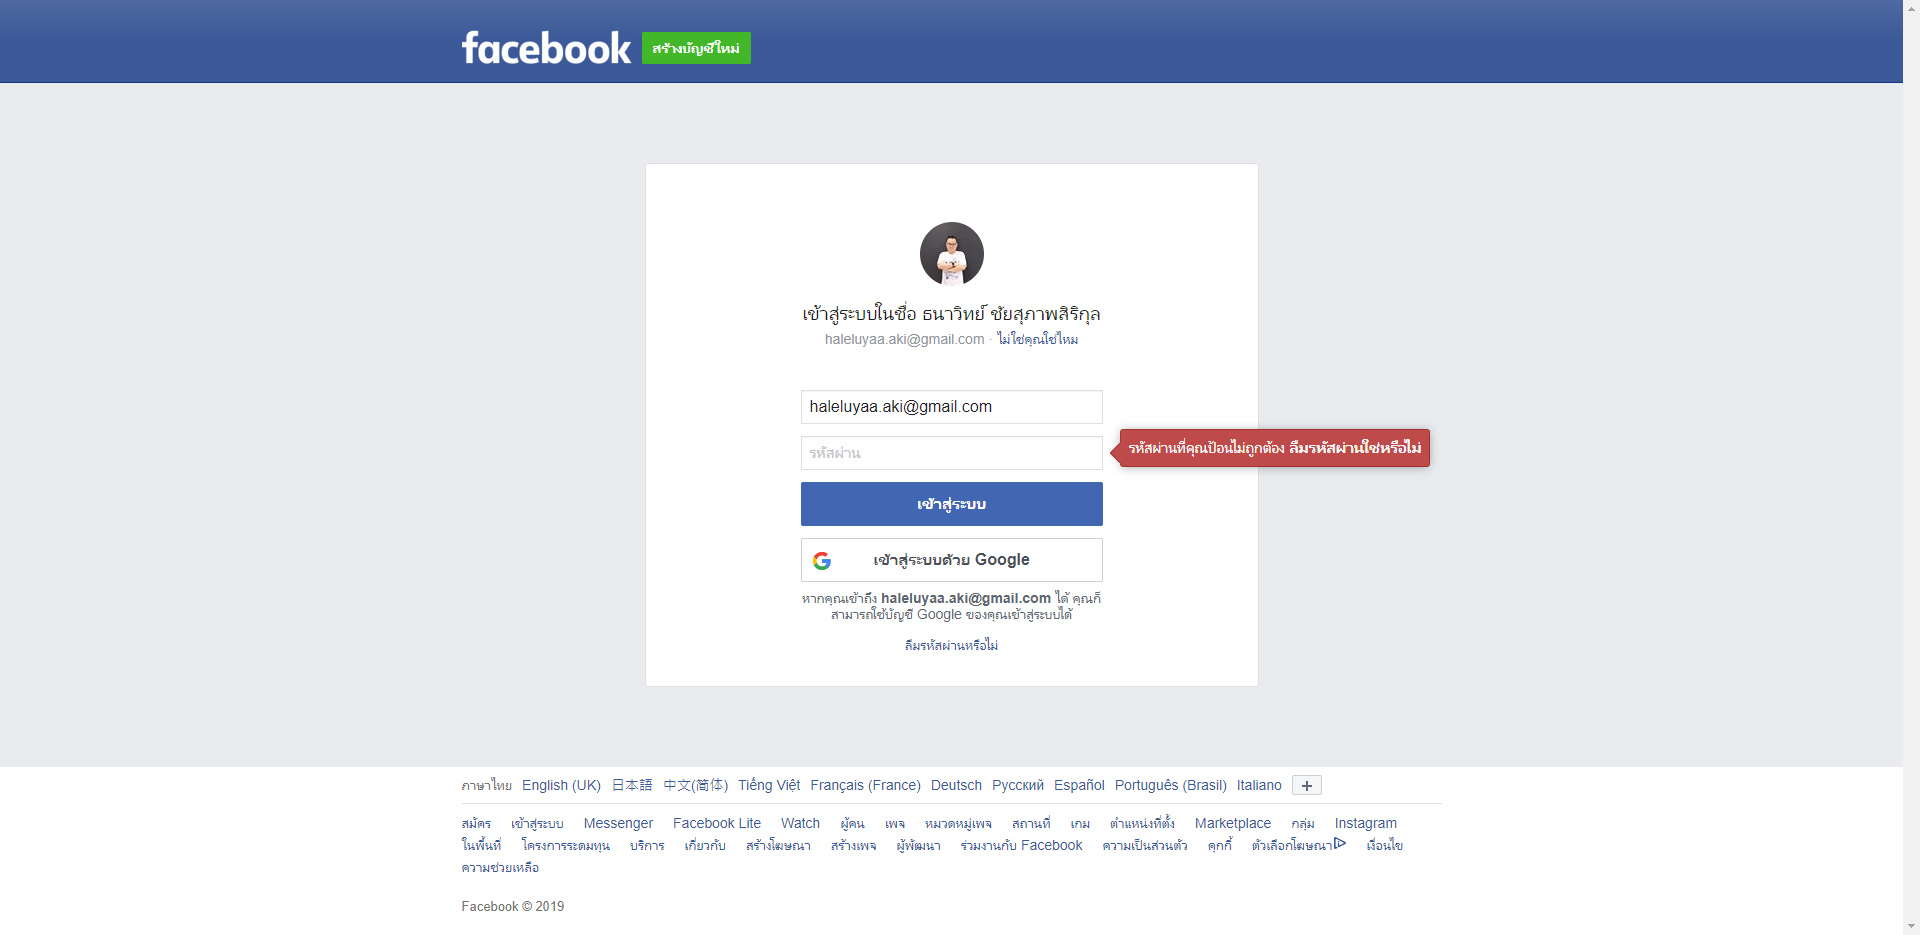 facebook สร้างบัญชีใหม่
เข้าสู่ระบบในชื่อ ธนาวิทย์ ชัยสุภาพสิริกุล
haleluyaa.aki@gmail.com · ไม่ใช่คุณใช่ไหม
haleluyaa.aki@gmail.com
รหัสผ่าน
รหัสผ่านที่คุณป้อนไม่ถูกต้อง ลืมรหัสผ่านใช่หรือไม่
เข้าสู่ระบบ
เข้าสู่ระบบด้วย Google
หากคุณเข้าถึง haleluyaa.aki@gmail.com ได้ คุณก็
สามารถใช้บัญชี Google ของคุณเข้าสู่ระบบได้
ลืมรหัสผ่านหรือไม่
ภาษาไทย English (UK) 日本語 中文(简体) Tiếng Việt Français (France) Deutsch Русский Español Português (Brasil) Italiano +
สมัคร เข้าสู่ระบบ Messenger Facebook Lite Watch ผู้คน เพจ หมวดหมู่เพจ สถานที่ เกม ตำแหน่งที่ตั้ง Marketplace กลุ่ม Instagram
ในพื้นที่ โครงการระดมทุน บริการ เกี่ยวกับ สร้างโฆษณา สร้างเพจ ผู้พัฒนา ร่วมงานกับ Facebook ความเป็นส่วนตัว คุกกี้ ตัวเลือกโฆษณา เงื่อนไข
ความช่วยเหลือ
Facebook © 2019